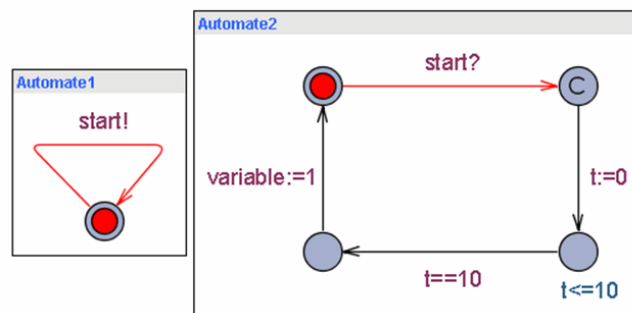 Automate1
start!
Automate2
start?
C
variable:=1
t:=0
t==10
t<=10